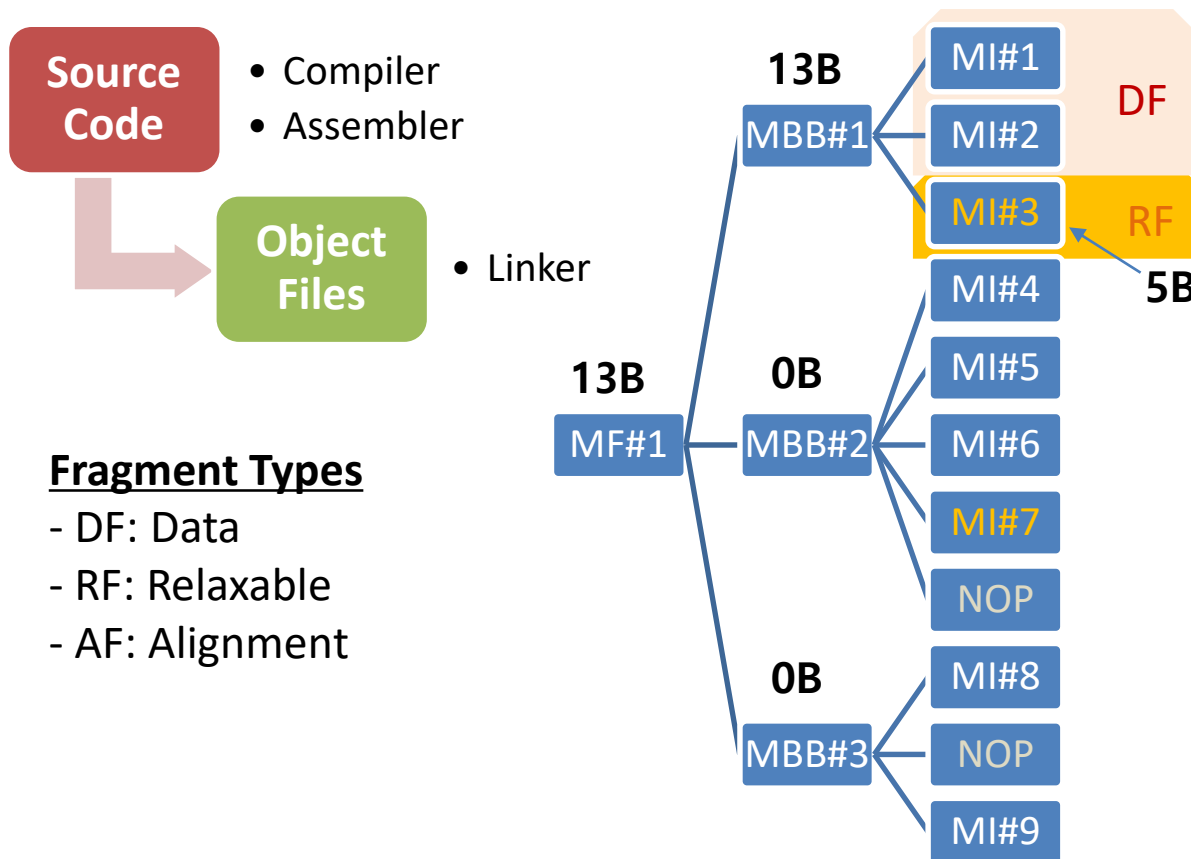 Source
Code
• Compiler
• Assembler
Object
Files
• Linker
Fragment Types
- DF: Data
- RF: Relaxable
- AF: Alignment
13B
MF#1
13B
MBB#1
0B
MBB#2
0B
MBB#3
MI#1
MI#2
DF
MI#3
RF
5B
MI#4
MI#5
MI#6
MI#7
NOP
MI#8
NOP
MI#9